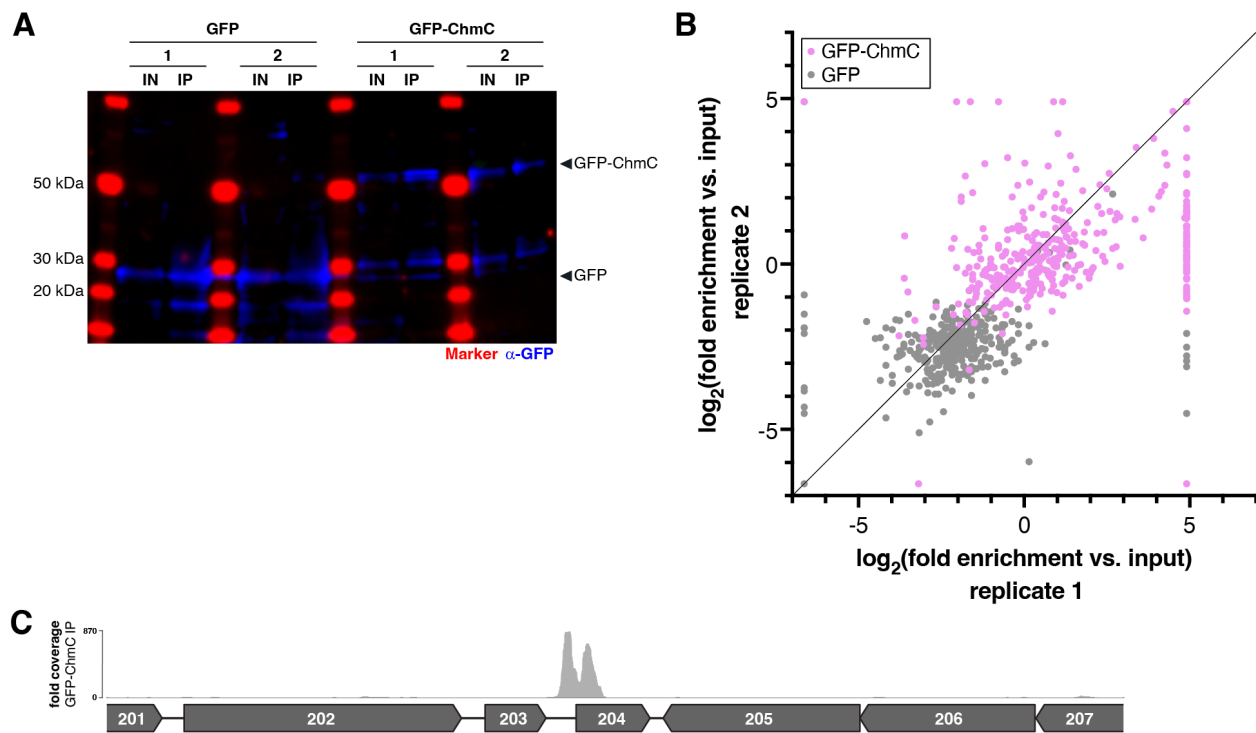 A
GFP GFP-ChmC
1 2 1 2
IN IP IN IP IN IP IN IP
50 kDa
30 kDa
20 kDa
GFP-ChmC
GFP
Marker α-GFP
B
GFP-ChmC
GFP
log2(fold enrichment vs. input)
replicate 2
5
0
-5
-5 0 5
log2(fold enrichment vs. input)
replicate 1
C
fold coverage
GFP-ChmC IP
870
0
201 202 203 204 205 206 207